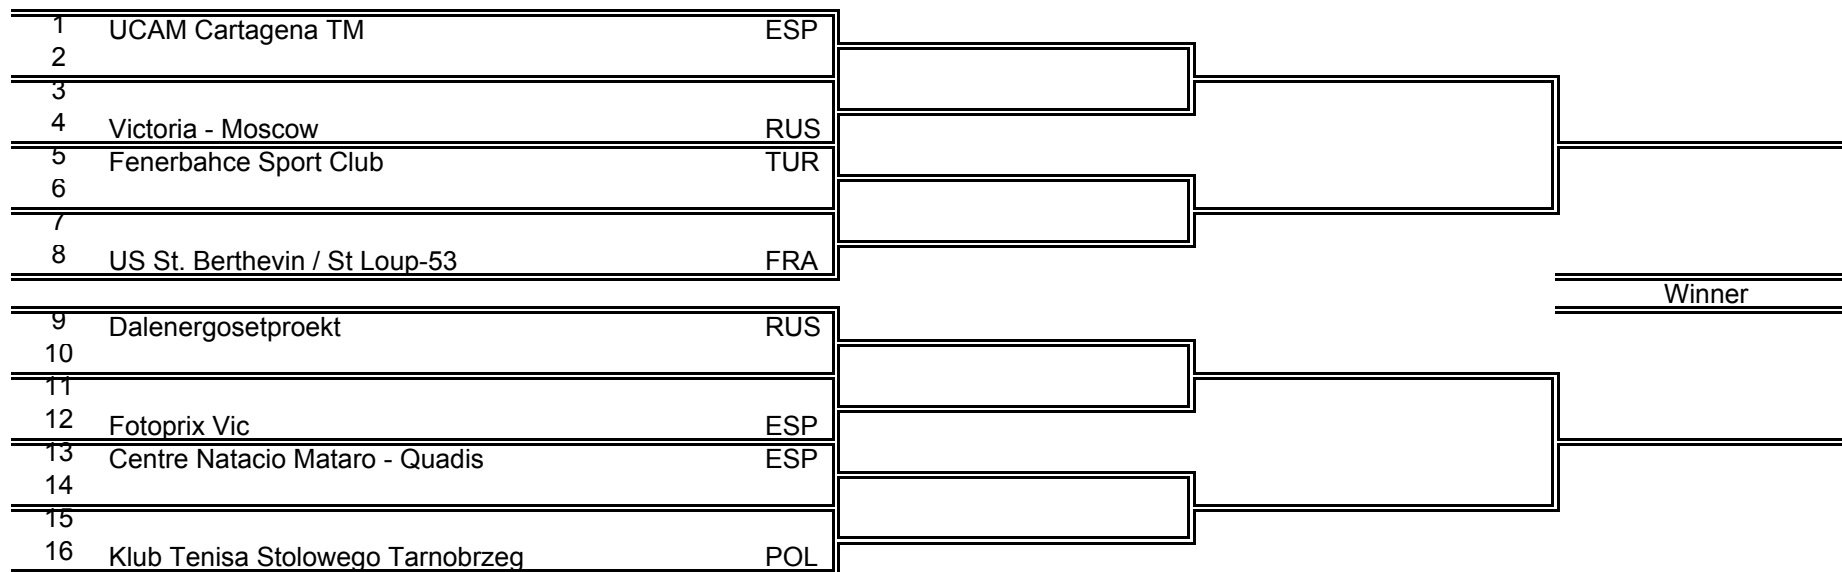 1 UCAM Cartagena TM ESP
2
3
4 Victoria - Moscow RUS
5 Fenerbahce Sport Club TUR
6
7
8 US St. Berthevin / St Loup-53 FRA
Winner
9 Dalenergosetproekt RUS
10
11
12 Fotoprix Vic ESP
13 Centre Natacio Mataro - Quadis ESP
14
15
16 Klub Tenisa Stolowego Tarnobrzeg POL